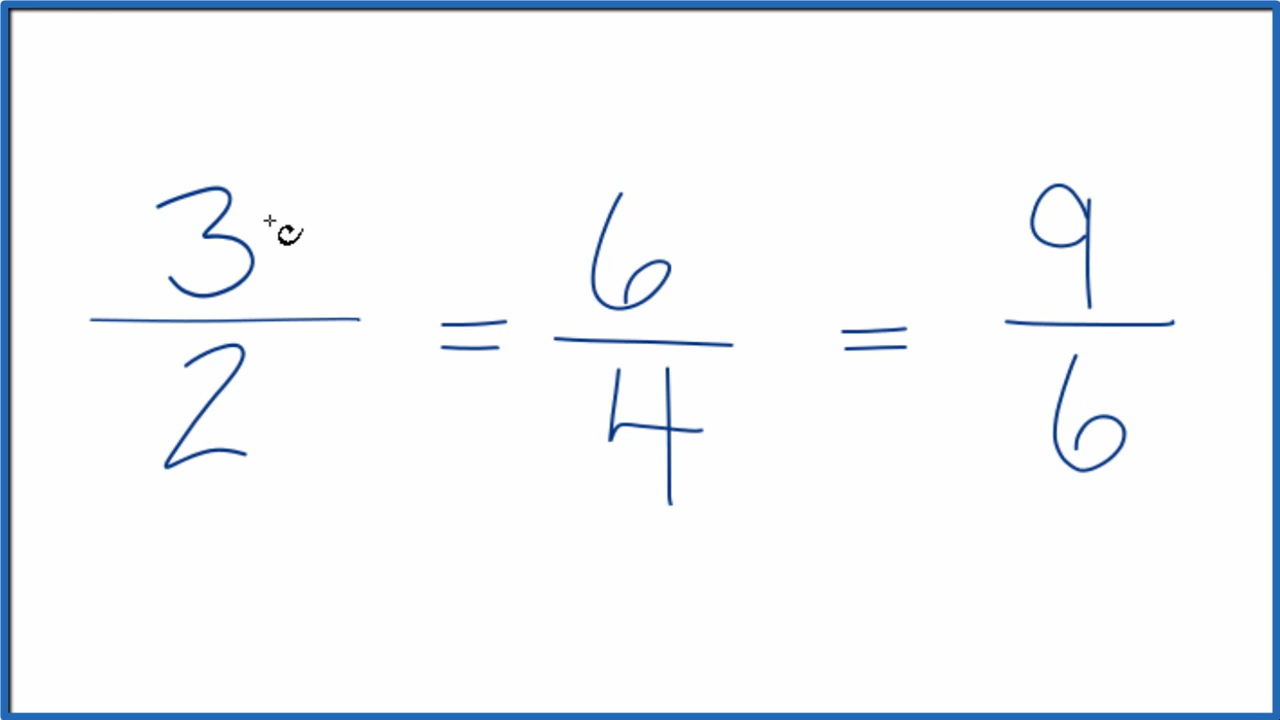 3/2 = 6/4 = 9/6